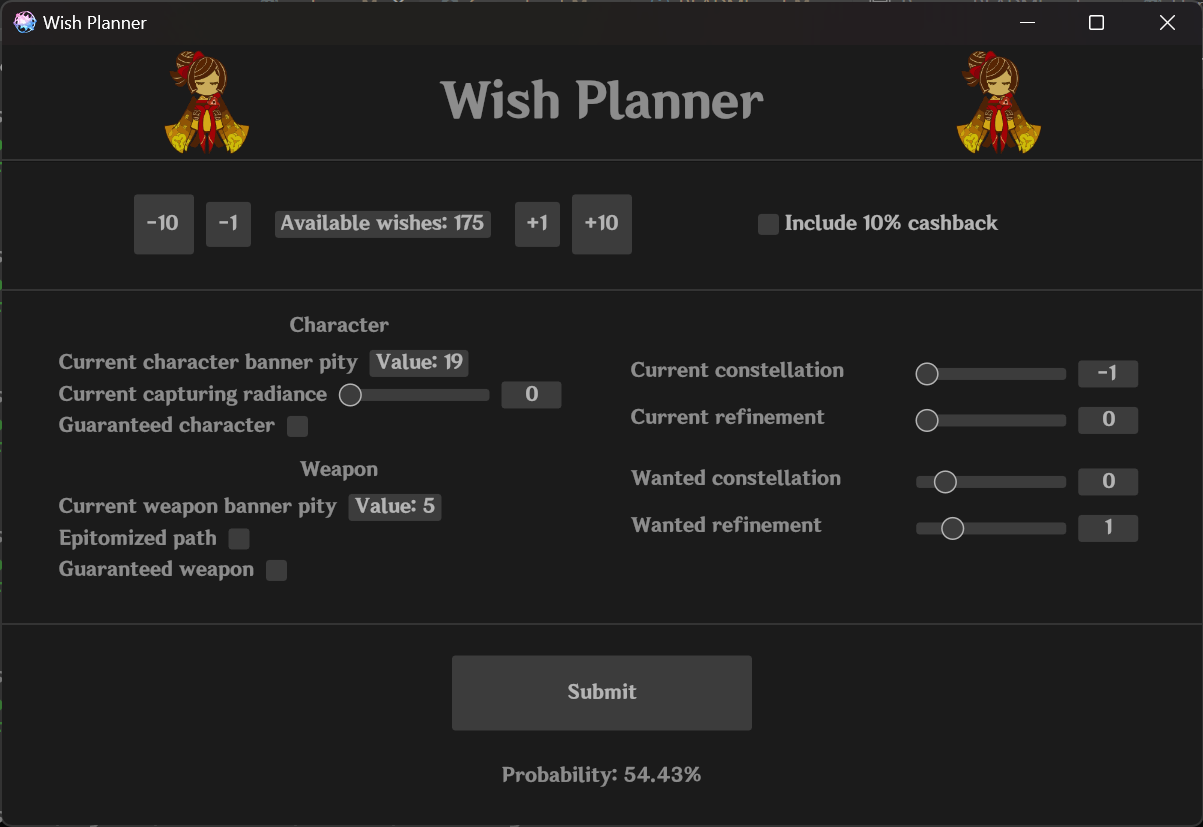 Wish Planner
Wish Planner
-10 -1 Available wishes: 175 +1 +10 Include 10% cashback
Character
Current character banner pity Value: 19
Current capturing radiance 0
Guaranteed character
Weapon
Current weapon banner pity Value: 5
Epitomized path
Guaranteed weapon
Current constellation -1
Current refinement 0
Wanted constellation 0
Wanted refinement 1
Submit
Probability: 54.43%